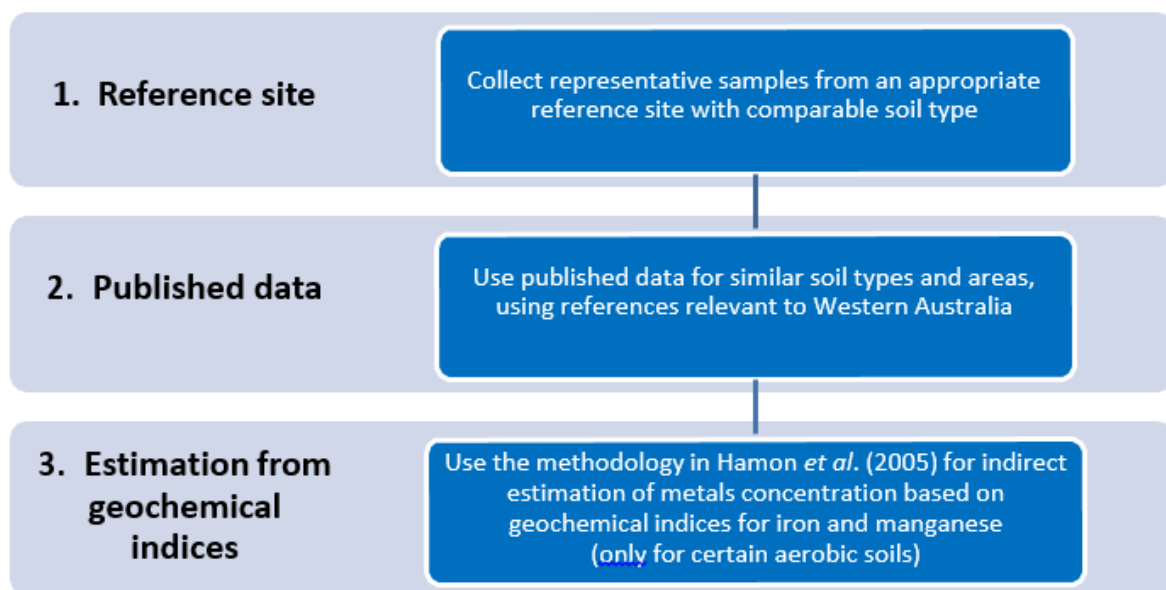 1. Reference site
Collect representative samples from an appropriate
reference site with comparable soil type
2. Published data
Use published data for similar soil types and areas,
using references relevant to Western Australia
3. Estimation from
geochemical
indices
Use the methodology in Hamon et al. (2005) for indirect
estimation of metals concentration based on
geochemical indices for iron and manganese
(only for certain aerobic soils)